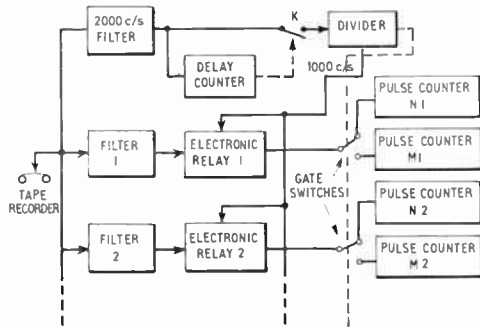 2000 c/s
FILTER
K
DIVIDER
DELAY
COUNTER
1000 c/s
PULSE COUNTER
N 1
FILTER
1
ELECTRONIC
RELAY 1
PULSE COUNTER
M1
GATE
SWITCHES
TAPE
RECORDER
PULSE COUNTER
N 2
FILTER
2
ELECTRONIC
RELAY 2
PULSE COUNTER
M 2